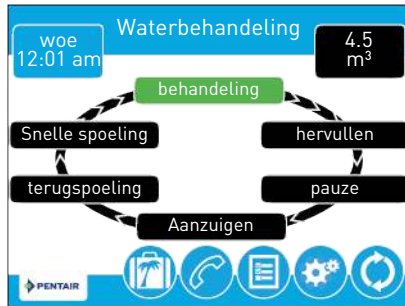 Waterbehandeling
woe
12:01 am
4.5
m³
behandeling
Snelle spoeling
hervullen
terugspoeling
pauze
Aanzuigen
PENTAIR